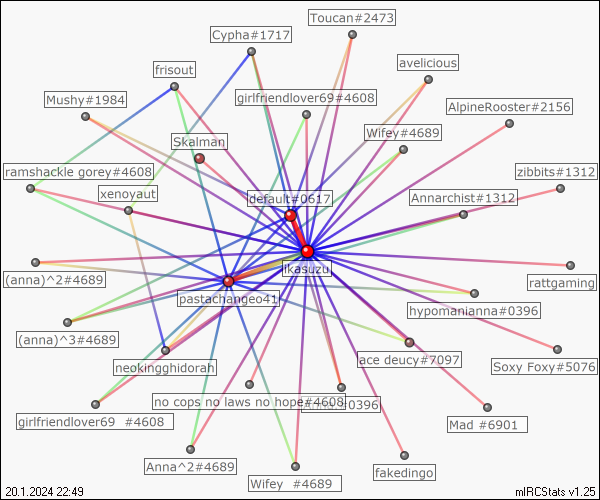 Toucan#2473
Cypha#1717
avelicious
frisout
girlfriendlover69#4608
Mushy#1984
AlpineRooster#2156
Wifey#4689
Skalman
ramshackle gorey#4608
zibbits#1312
xenoyaut
default#0617
Annarchist#1312
ikasuzu
(anna)^2#4689
rattgaming
pastachangeo41
hypomanianna#0396
(anna)^3#4689
ace deucy#7097
neokingghidorah
Soxy Foxy#5076
no cops no laws no hope#4608
#0396
girlfriendlover69 #4608
Mad #6901
Anna^2#4689
fakedingo
Wifey #4689
20.1.2024 22:49
mIRCStats v1.25